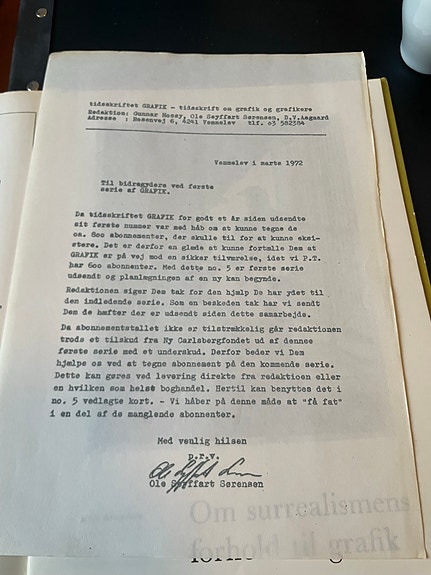 tidsskriftet GRAFIK - tidsskrift om grafik og grafikere
Redaktion: Gunnar Hossy, Ole Seyffart Sørensen, D.V.Aagaard
Adresse : Rosenvej 6, 4241 Vemmelev tlf. 03 582384
Vemmelev i marts 1972
Til bidragydere ved første
serie af GRAFIK.
Da tidsskriftet GRAFIK for godt et år siden udsendte
sit første nummer var med håb om at kunne tegne de
ca. 800 abonnementer, der skulle til for at kunne eksi-
stere. Det er derfor en glæde at kunne fortælle Dem at
GRAFIK er på vej mod en sikker tilværelse, idet vi P.T.
har 600 abonnementer. Med dette no. 5 er første serie
udsendt og planlægningen af en ny kan begynde.
Redaktionen siger Dem tak for den hjælp De har ydet til
den indledende serie. Som en beskeden tak har vi sendt
Dem de hæfter der er udsendt siden dette samarbejde.
Da abonnementstallet ikke er tilstrækkelig går redaktionen
trods et tilskud fra Ny Carlsbergfondet ud af dennee
første serie med et underskud. Derfor beder vi Dem
hjælpe os ved at tegne abonnement på den kommende serie.
Dette kan gøres ved levering direkte fra redaktioen eller
en hvilken som helst boghandel. Hertil kan benyttes det i
no. 5 vedlagte kort. - Vi håber på denne måde at "få fat"
i en del af de manglende abonnenter.
Med venlig hilsen
p.r.v.
Ole Seyffart Sørensen
Om surrealismens
forhold til grafik